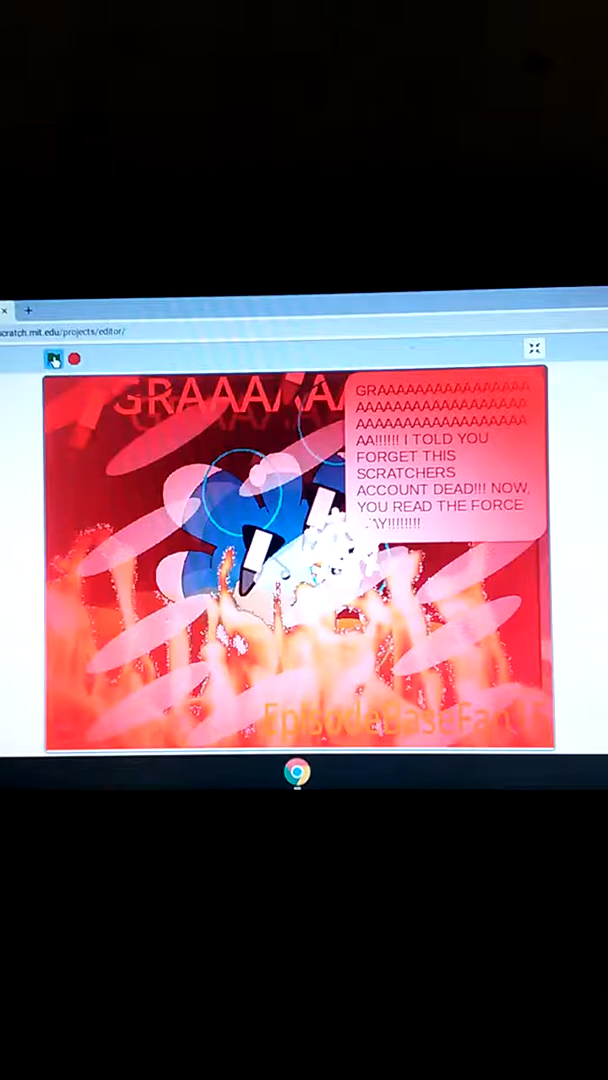 scratch.mit.edu/projects/editor/
GRAAAAAA
GRAAAAAAAAAAAAAAAA
AAAAAAAAAAAAAAAAAA
AAAAAAAAAAAAAAAAAA
AA!!!!!! I TOLD YOU
FORGET THIS
SCRATCHERS
ACCOUNT DEAD!!! NOW,
YOU READ THE FORCE
EpisodeBaseFan